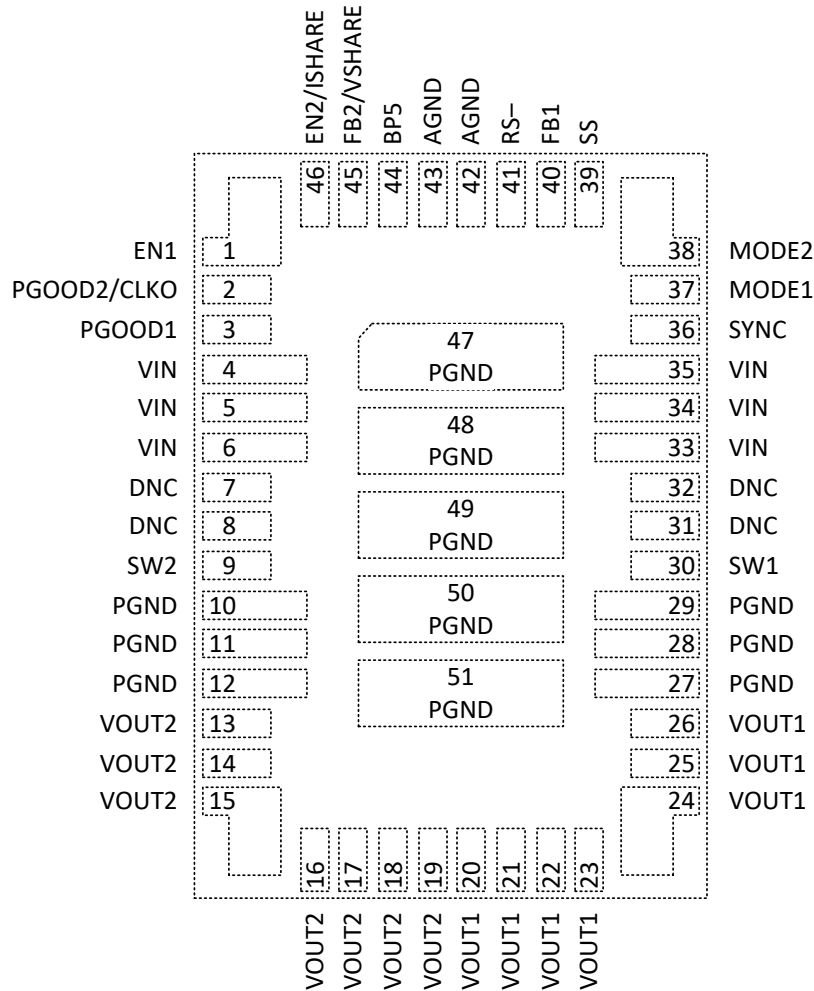 EN2/ISHARE
FB2/VSHARE
BP5
AGND
AGND
RS–
FB1
SS
46
45
44
43
42
41
40
39
EN1 1
38 MODE2
PGOOD2/CLKO 2
37 MODE1
PGOOD1 3
36 SYNC
VIN 4
47
PGND
35 VIN
VIN 5
34 VIN
VIN 6
48
PGND
33 VIN
DNC 7
32 DNC
DNC 8
49
PGND
31 DNC
SW2 9
30 SW1
PGND 10
50
PGND
29 PGND
PGND 11
28 PGND
PGND 12
51
PGND
27 PGND
VOUT2 13
26 VOUT1
VOUT2 14
25 VOUT1
VOUT2 15
24 VOUT1
16
17
18
19
20
21
22
23
VOUT2
VOUT2
VOUT2
VOUT2
VOUT1
VOUT1
VOUT1
VOUT1